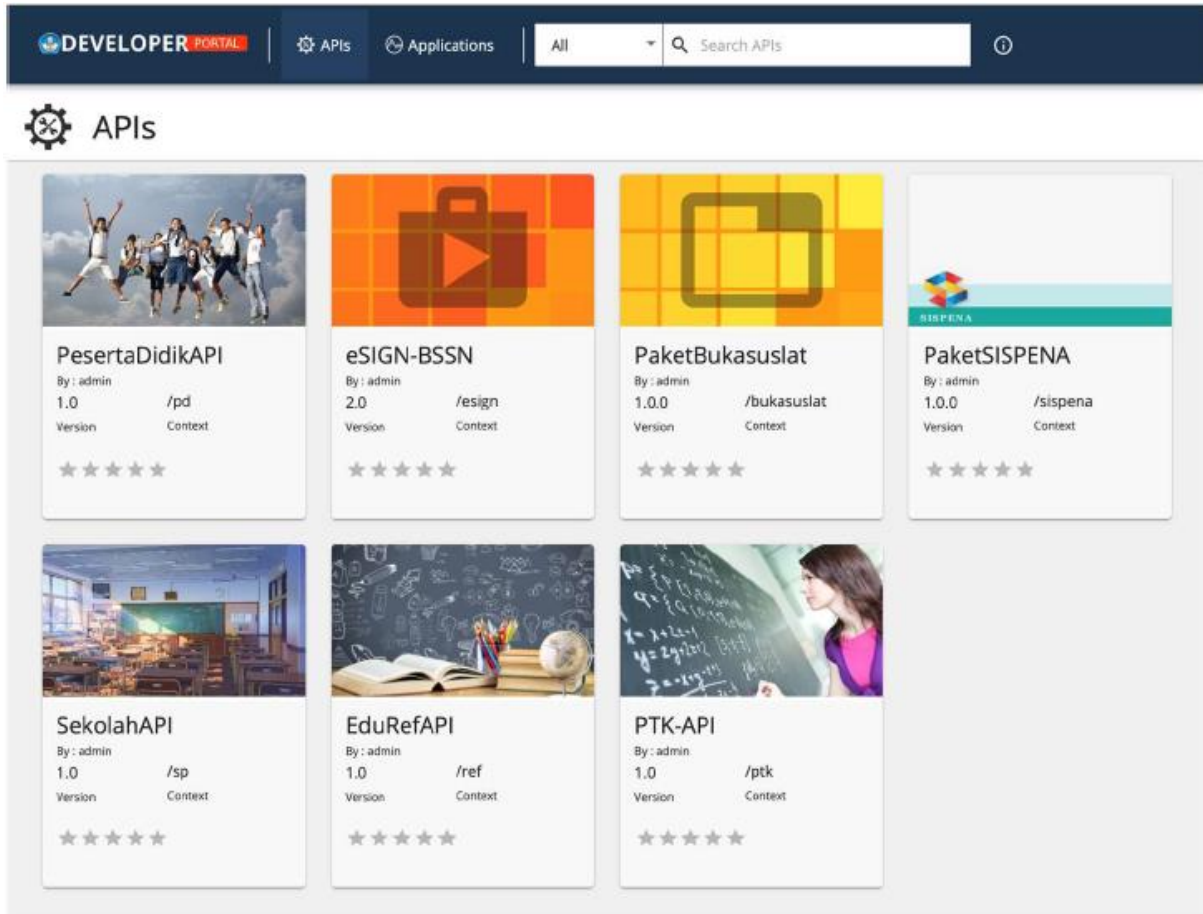 DEVELOPER PORTAL APIs Applications All Search APIs
APIs
PesertaDidikAPI
By : admin
1.0 /pd
Version Context
eSIGN-BSSN
By : admin
2.0 /esign
Version Context
PaketBukasuslat
By : admin
1.0.0 /bukasuslat
Version Context
SISPENA
PaketSISPENA
By : admin
1.0.0 /sispena
Version Context
SekolahAPI
By : admin
1.0 /sp
Version Context
EduRefAPI
By : admin
1.0 /ref
Version Context
PTK-API
By : admin
1.0 /ptk
Version Context